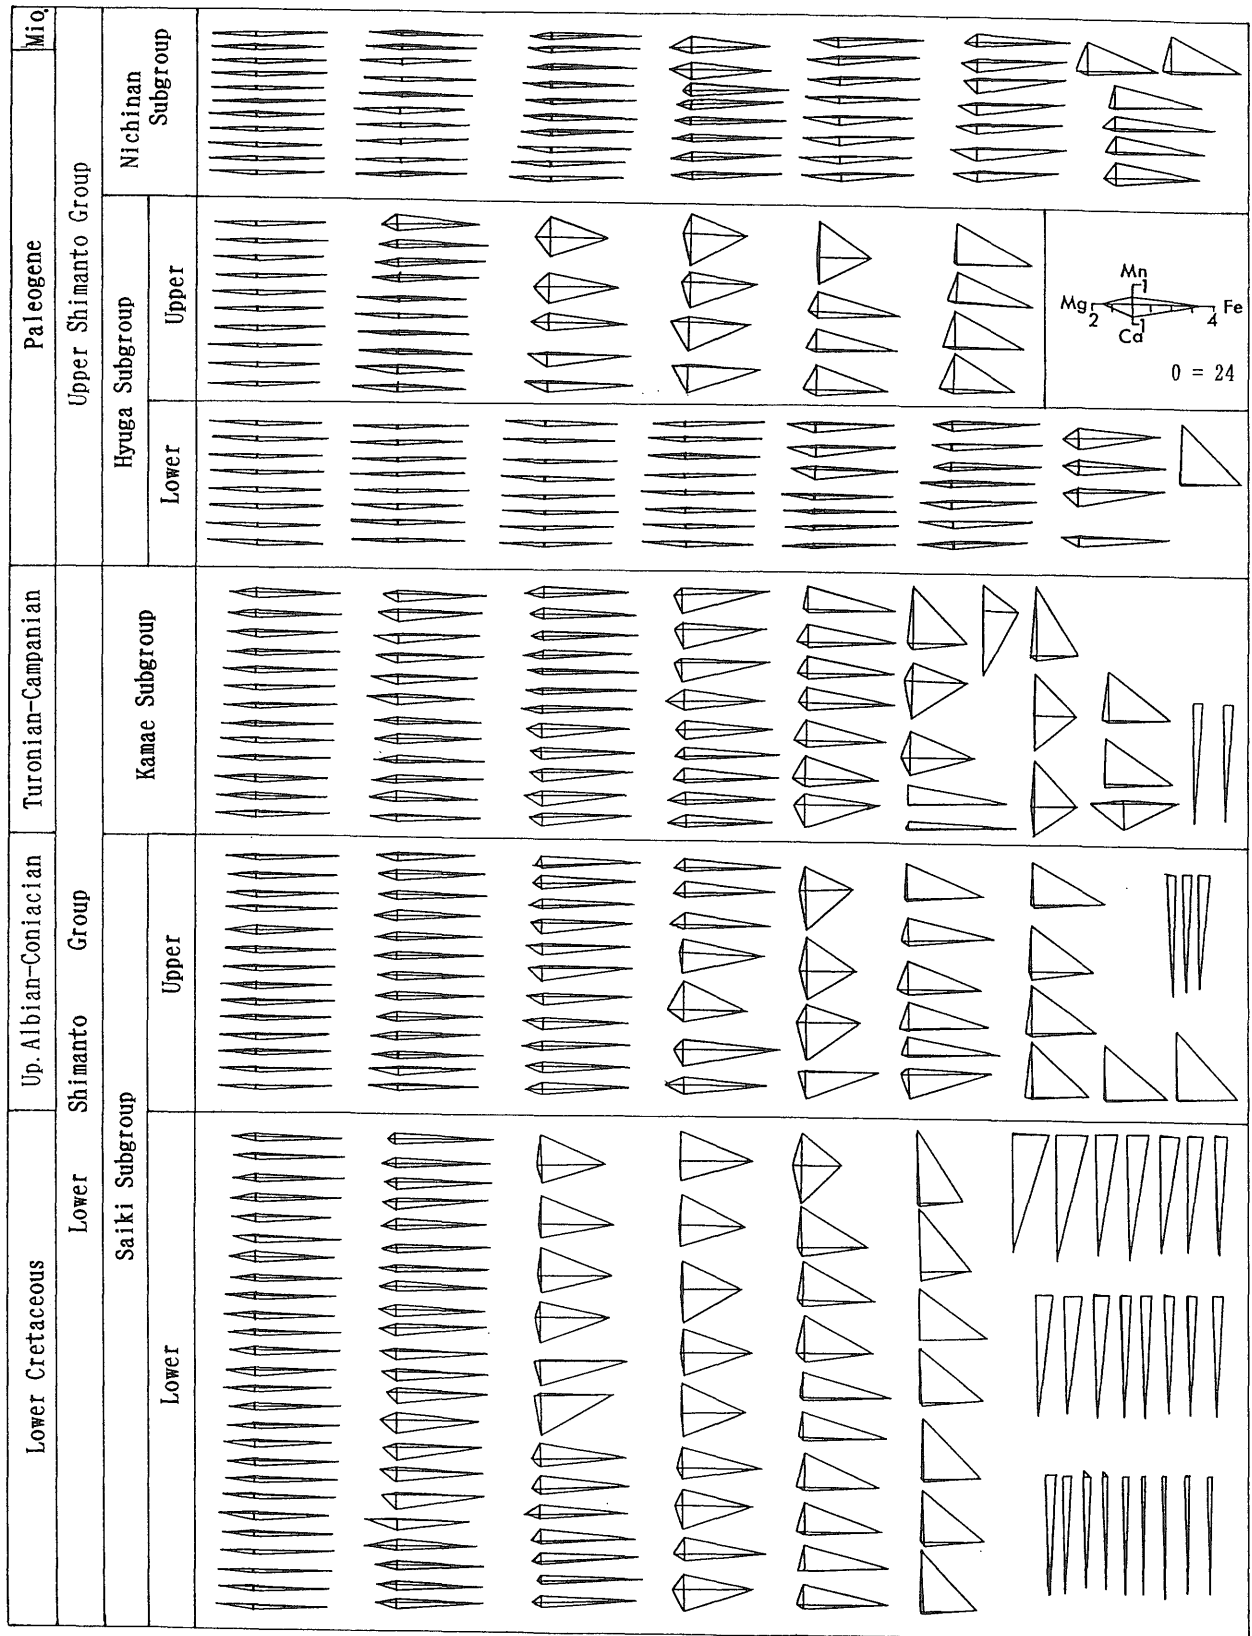 Mio.
Paleogene
Turonian-Campanian
Up. Albian-Coniacian
Lower Cretaceous
Upper Shimanto Group
Lower Shimanto Group
Nichinan
Subgroup
Hyuga Subgroup
Upper
Lower
Kamae Subgroup
Saiki Subgroup
Upper
Lower
Mn
1
Mg
2
4
Fe
1
Ca
O = 24